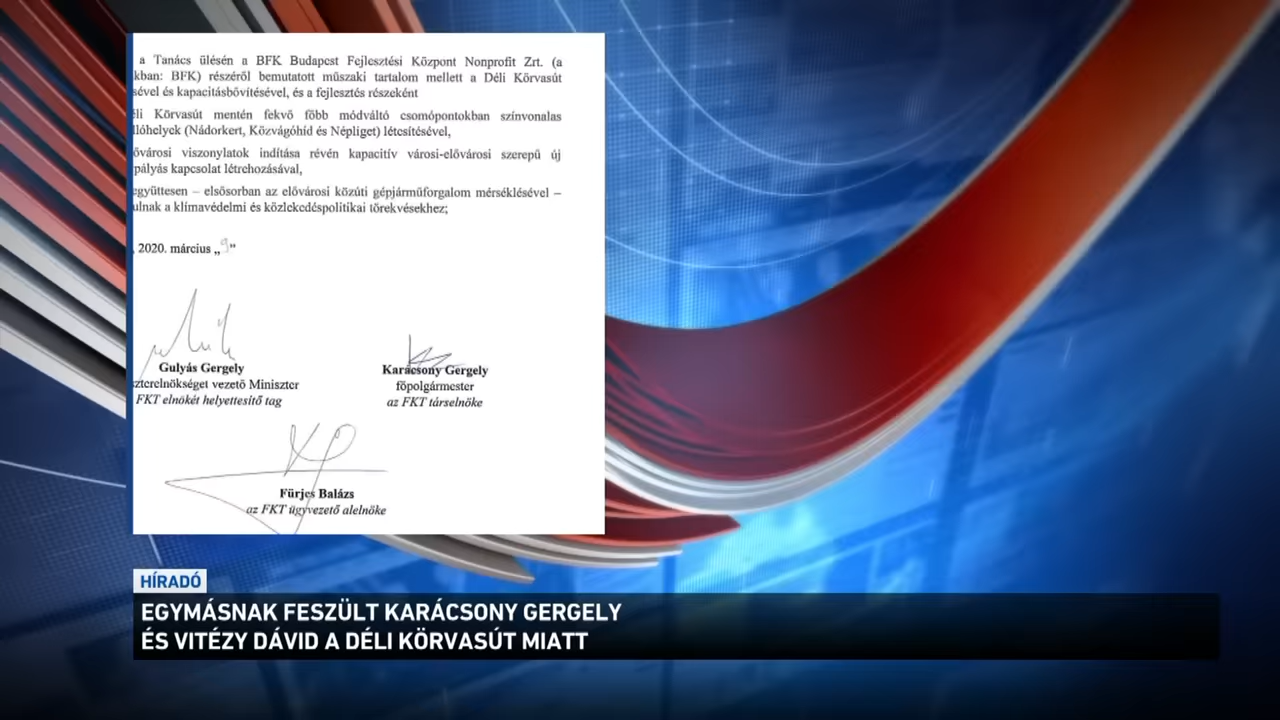 a Tanács ülésén a BFK Budapest Fejlesztési Központ Nonprofit Zrt. (a
kban: BFK) részéről bemutatott műszaki tartalom mellett a Déli Körvasút
sével és kapacitásbővítésével, és a fejlesztés részeként
éli Körvasút mentén fekvő főbb módváltó csomópontokban színvonalas
llóhelyek (Nádorkert, Közvágóhíd és Népliget) létesítésével,
ővárosi viszonylatok indítása révén kapacitív városi-elővárosi szerepű új
pályás kapcsolat létrehozásával,
együttesen – elsősorban az elővárosi közúti gépjárműforgalom mérséklésével –
ulnak a klímavédelmi és közlekedéspolitikai törekvésekhez;
, 2020. március „9”
Gulyás Gergely
szterelnökséget vezető Miniszter
FKT elnökét helyettesítő tag
Karácsony Gergely
főpolgármester
az FKT társelnöke
Fürjes Balázs
az FKT ügyvezető alelnöke
HÍRADÓ
EGYMÁSNAK FESZÜLT KARÁCSONY GERGELY
ÉS VITÉZY DÁVID A DÉLI KÖRVASÚT MIATT